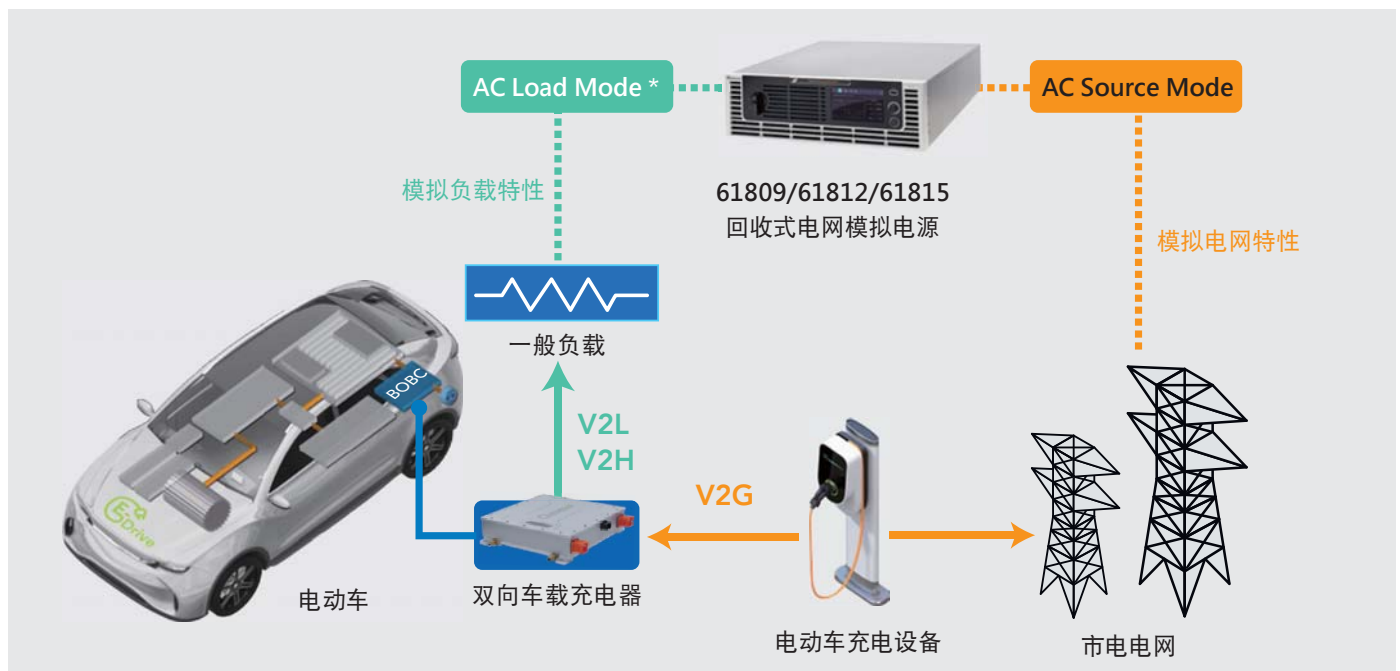 AC Load Mode *
AC Source Mode
61809/61812/61815
回收式电网模拟电源
模拟负载特性
模拟电网特性
一般负载
BOBC
V2L
V2H
V2G
E-Drive
电动车
双向车载充电器
电动车充电设备
市电电网